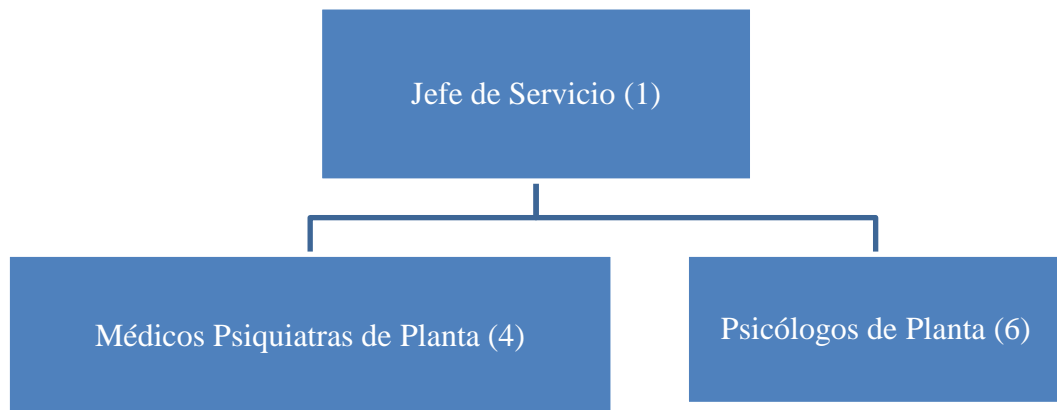 Jefe de Servicio (1)
Médicos Psiquiatras de Planta (4)
Psicólogos de Planta (6)